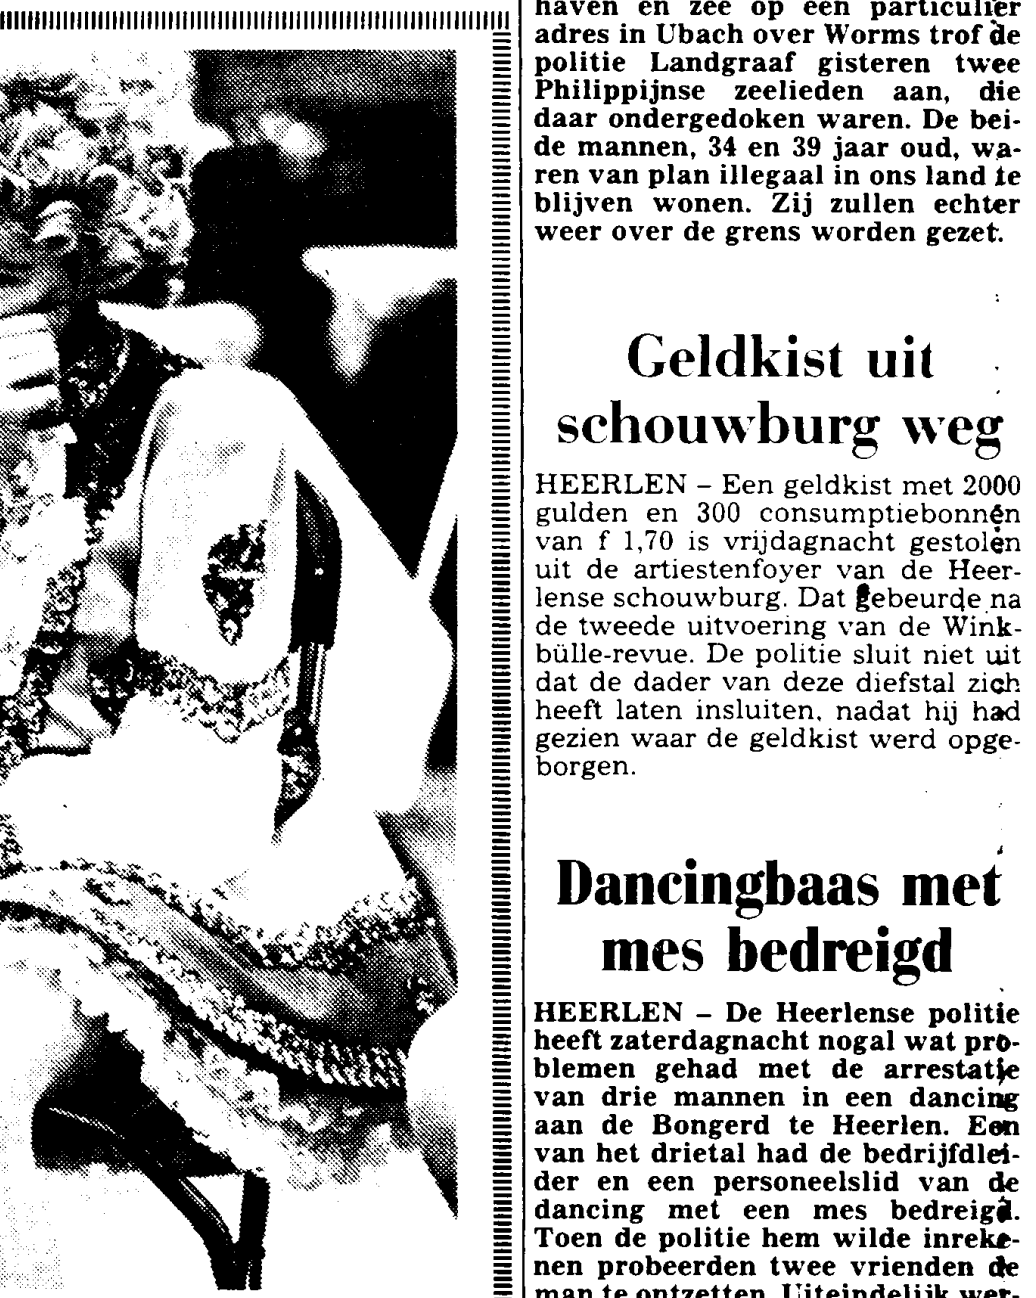 haven en zee op een particulier
adres in Ubach over Worms trof de
politie Landgraaf gisteren twee
Philippijnse zeelieden aan, die
daar ondergedoken waren. De bei-
de mannen, 34 en 39 jaar oud, wa-
ren van plan illegaal in ons land te
blijven wonen. Zij zullen echter
weer over de grens worden gezet.
Geldkist uit
schouwburg weg
HEERLEN – Een geldkist met 2000
gulden en 300 consumptiebonnen
van f 1,70 is vrijdagnacht gestolen
uit de artiestenfoyer van de Heer-
lense schouwburg. Dat gebeurde na
de tweede uitvoering van de Wink-
bülle-revue. De politie sluit niet uit
dat de dader van deze diefstal zich
heeft laten insluiten, nadat hij had
gezien waar de geldkist werd opge-
borgen.
Dancingbaas met
mes bedreigd
HEERLEN – De Heerlense politie
heeft zaterdagnacht nogal wat pro-
blemen gehad met de arrestatie
van drie mannen in een dancing
aan de Bongerd te Heerlen. Een
van het drietal had de bedrijfdlei-
der en een personeelslid van de
dancing met een mes bedreigd.
Toen de politie hem wilde inreke-
nen probeerden twee vrienden de
man te ontzetten. Uiteindelijk wer-